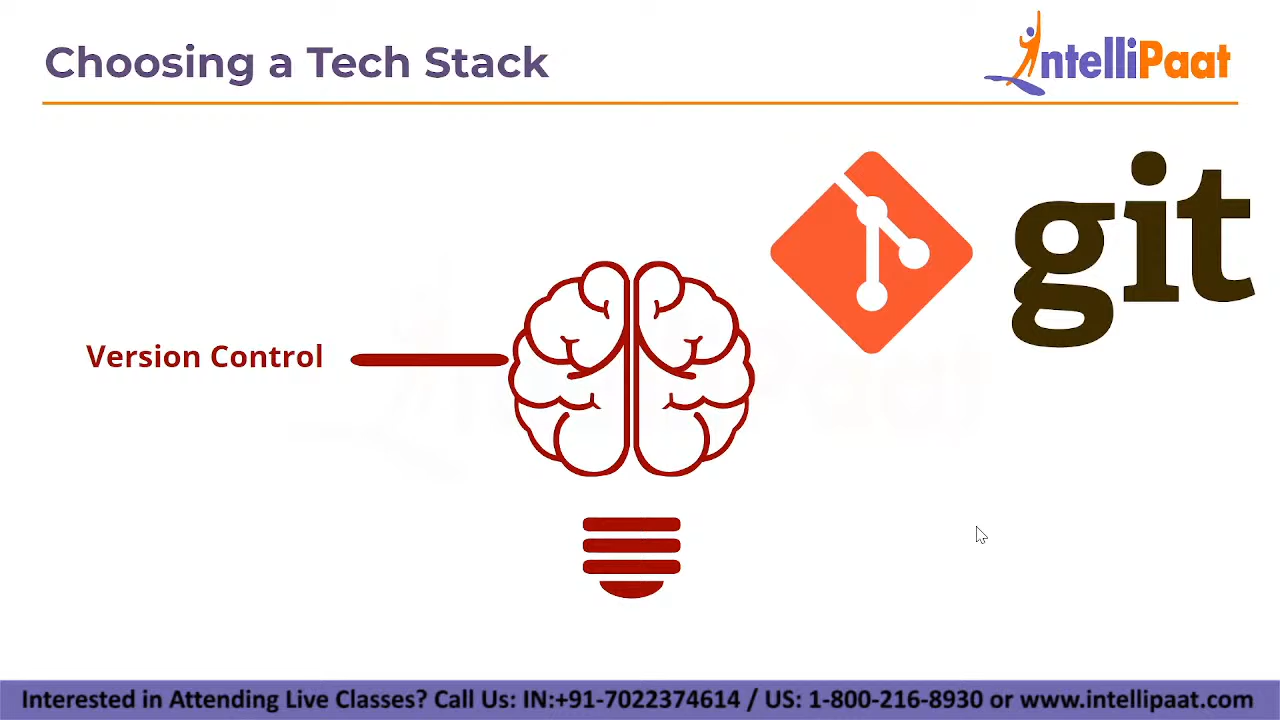 Choosing a Tech Stack
IntelliPaat
git
Version Control
IntelliPaat
Interested in Attending Live Classes? Call Us: IN:+91-7022374614 / US: 1-800-216-8930 or www.intellipaat.com